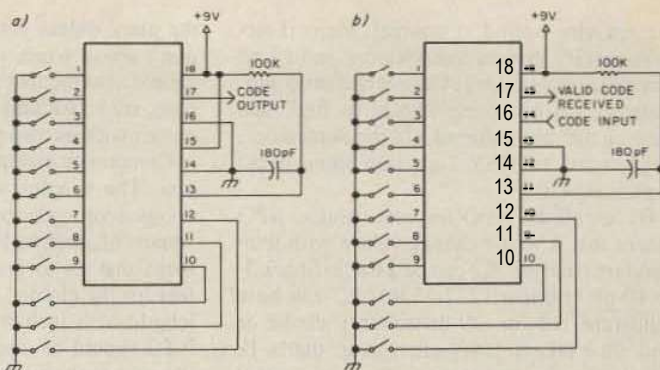 a)
+9V
1 18 100K
2 17 CODE OUTPUT
3 16
4 15
5 14 180pF
6 13
7 12
8 11
9 10
b)
+9V
1 18 100K
2 17 VALID CODE RECEIVED
3 16 CODE INPUT
4 15
5 14 180pF
6 13
7 12
8 11
9 10 10